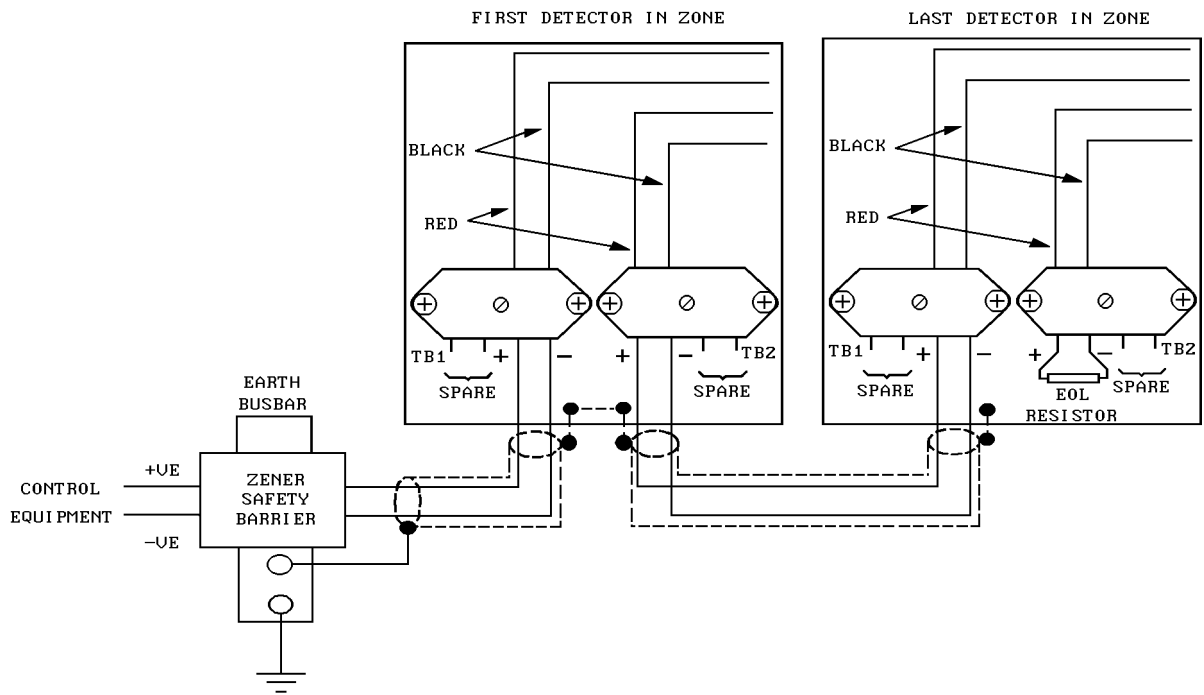 FIRST DETECTOR IN ZONE
LAST DETECTOR IN ZONE
BLACK
RED
BLACK
RED
TB1
+
−
+
−
TB2
SPARE
SPARE
TB1
+
−
+
−
TB2
SPARE
EOL
RESISTOR
SPARE
EARTH
BUSBAR
+VE
CONTROL
EQUIPMENT
−VE
ZENER
SAFETY
BARRIER